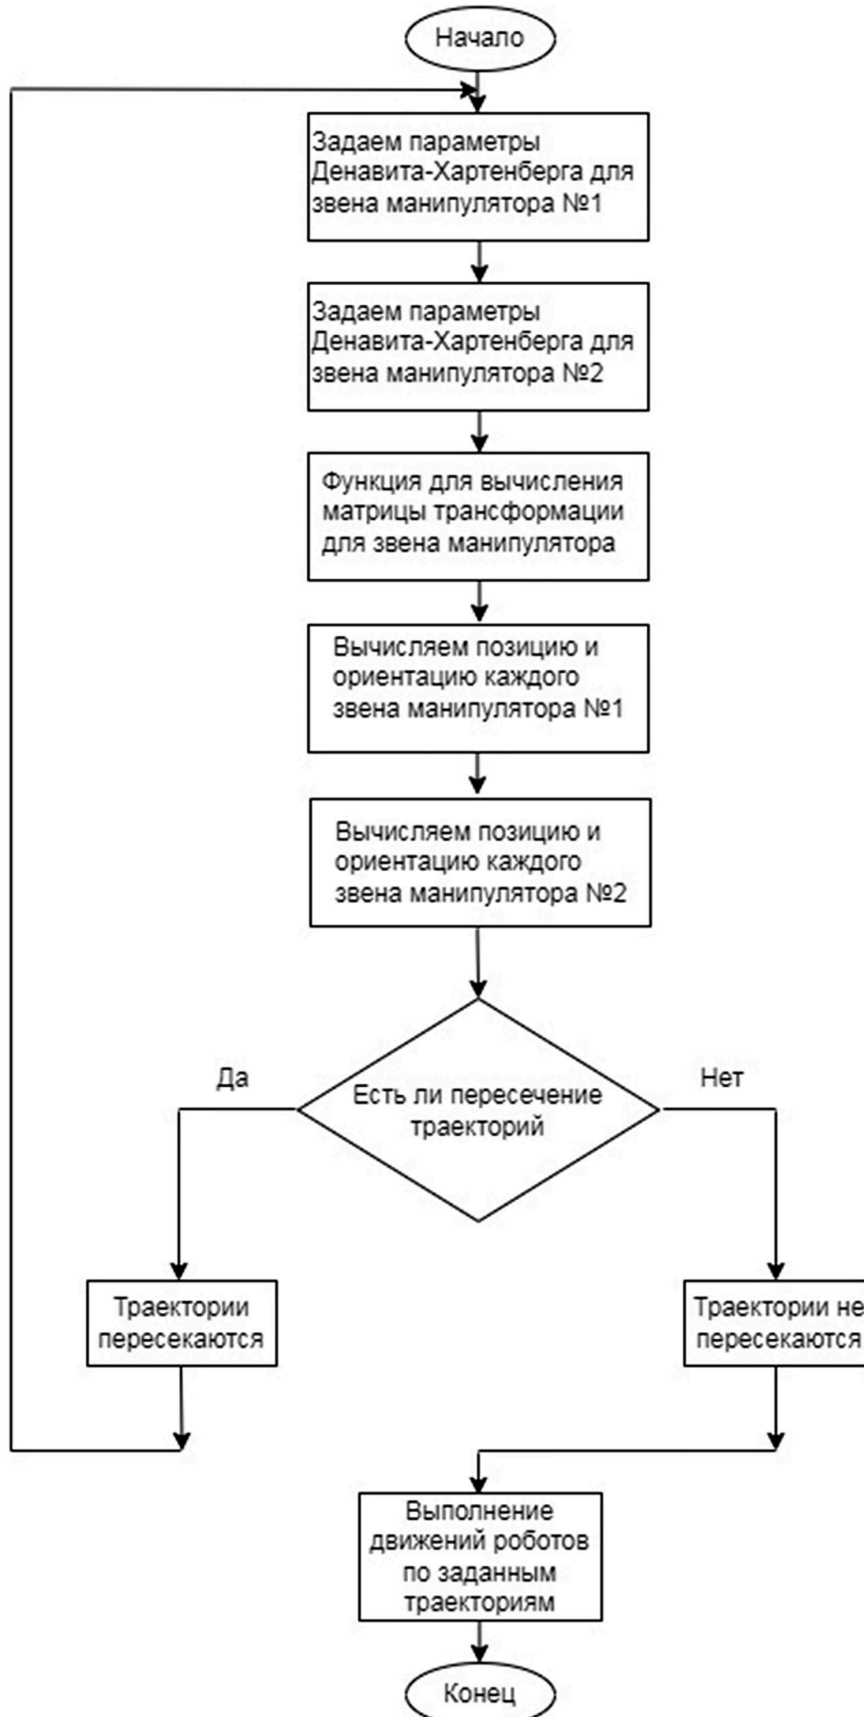 Начало
Задаем параметры
Денавита-Хартенберга для
звена манипулятора №1
Задаем параметры
Денавита-Хартенберга для
звена манипулятора №2
Функция для вычисления
матрицы трансформации
для звена манипулятора
Вычисляем позицию и
ориентацию каждого
звена манипулятора №1
Вычисляем позицию и
ориентацию каждого
звена манипулятора №2
Есть ли пересечение
траекторий
Да
Нет
Траектории
пересекаются
Траектории не
пересекаются
Выполнение
движений роботов
по заданным
траекториям
Конец